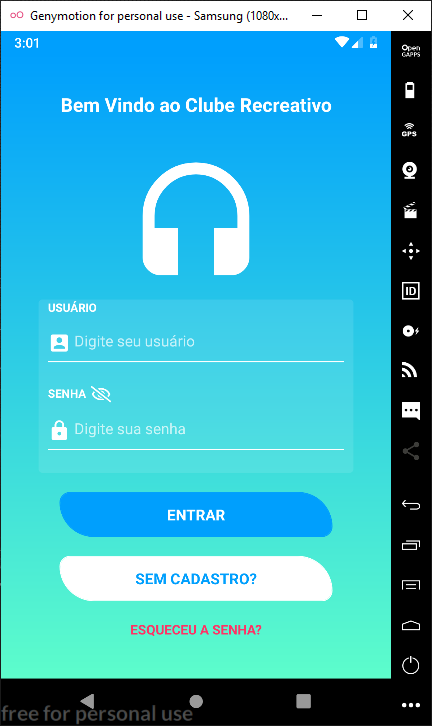 Genymotion for personal use - Samsung (1080x...
3:01
Open
GAPPS
Bem Vindo ao Clube Recreativo
GPS
USUÁRIO
Digite seu usuário
ID
SENHA
Digite sua senha
ENTRAR
SEM CADASTRO?
ESQUECEU A SENHA?
free for personal use